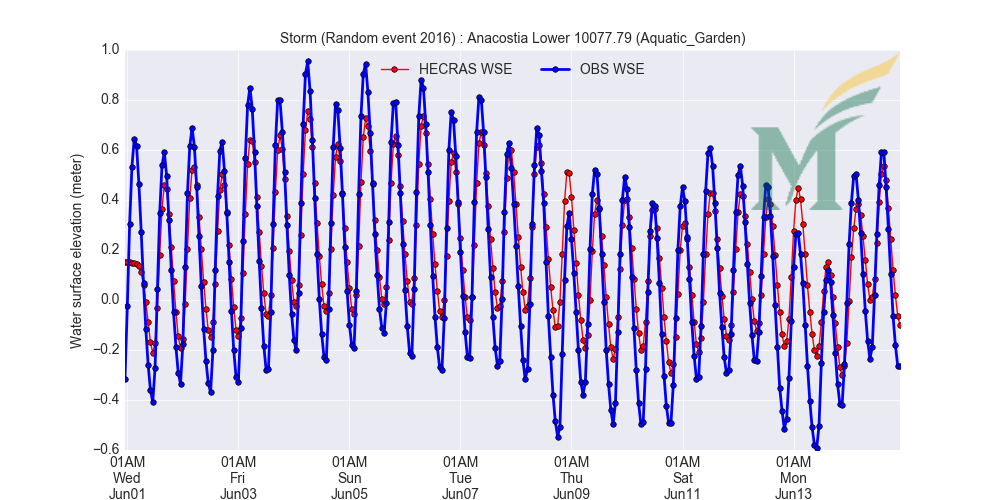 Storm (Random event 2016) : Anacostia Lower 10077.79 (Aquatic_Garden)
HECRAS WSE
OBS WSE
M
Water surface elevation (meter)
1.0
0.8
0.6
0.4
0.2
0.0
−0.2
−0.4
−0.6
01AM 01AM 01AM 01AM 01AM 01AM 01AM
Wed Fri Sun Tue Thu Sat Mon
Jun01 Jun03 Jun05 Jun07 Jun09 Jun11 Jun13